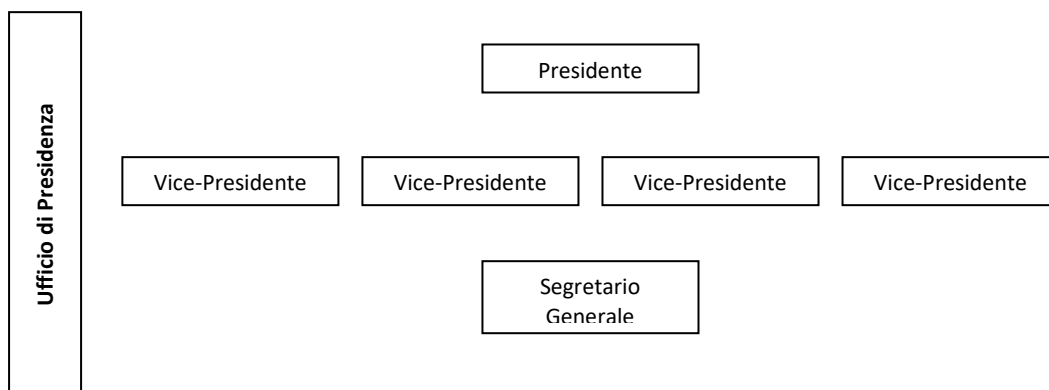 Ufficio di Presidenza
Presidente
Vice-Presidente
Vice-Presidente
Vice-Presidente
Vice-Presidente
Segretario
Generale